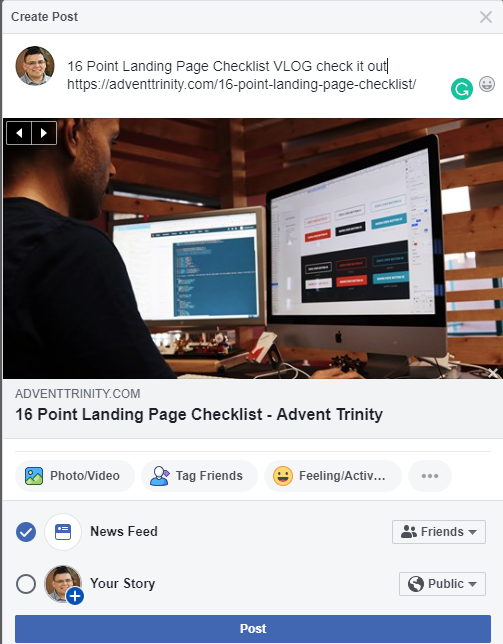 Create Post
16 Point Landing Page Checklist VLOG check it out
https://adventtrinity.com/16-point-landing-page-checklist/
ADVENTTRINITY.COM
16 Point Landing Page Checklist - Advent Trinity
Photo/Video
Tag Friends
Feeling/Activ...
News Feed
Friends
Your Story
Public
Post